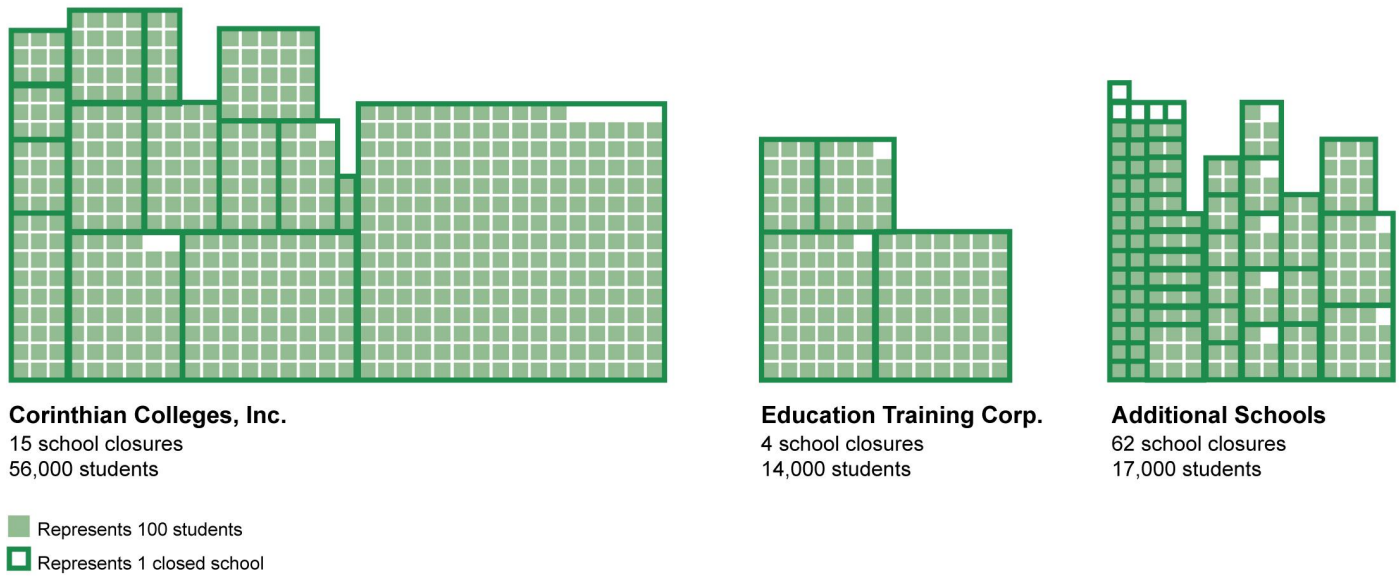 Corinthian Colleges, Inc.
15 school closures
56,000 students
Education Training Corp.
4 school closures
14,000 students
Additional Schools
62 school closures
17,000 students
Represents 100 students
Represents 1 closed school